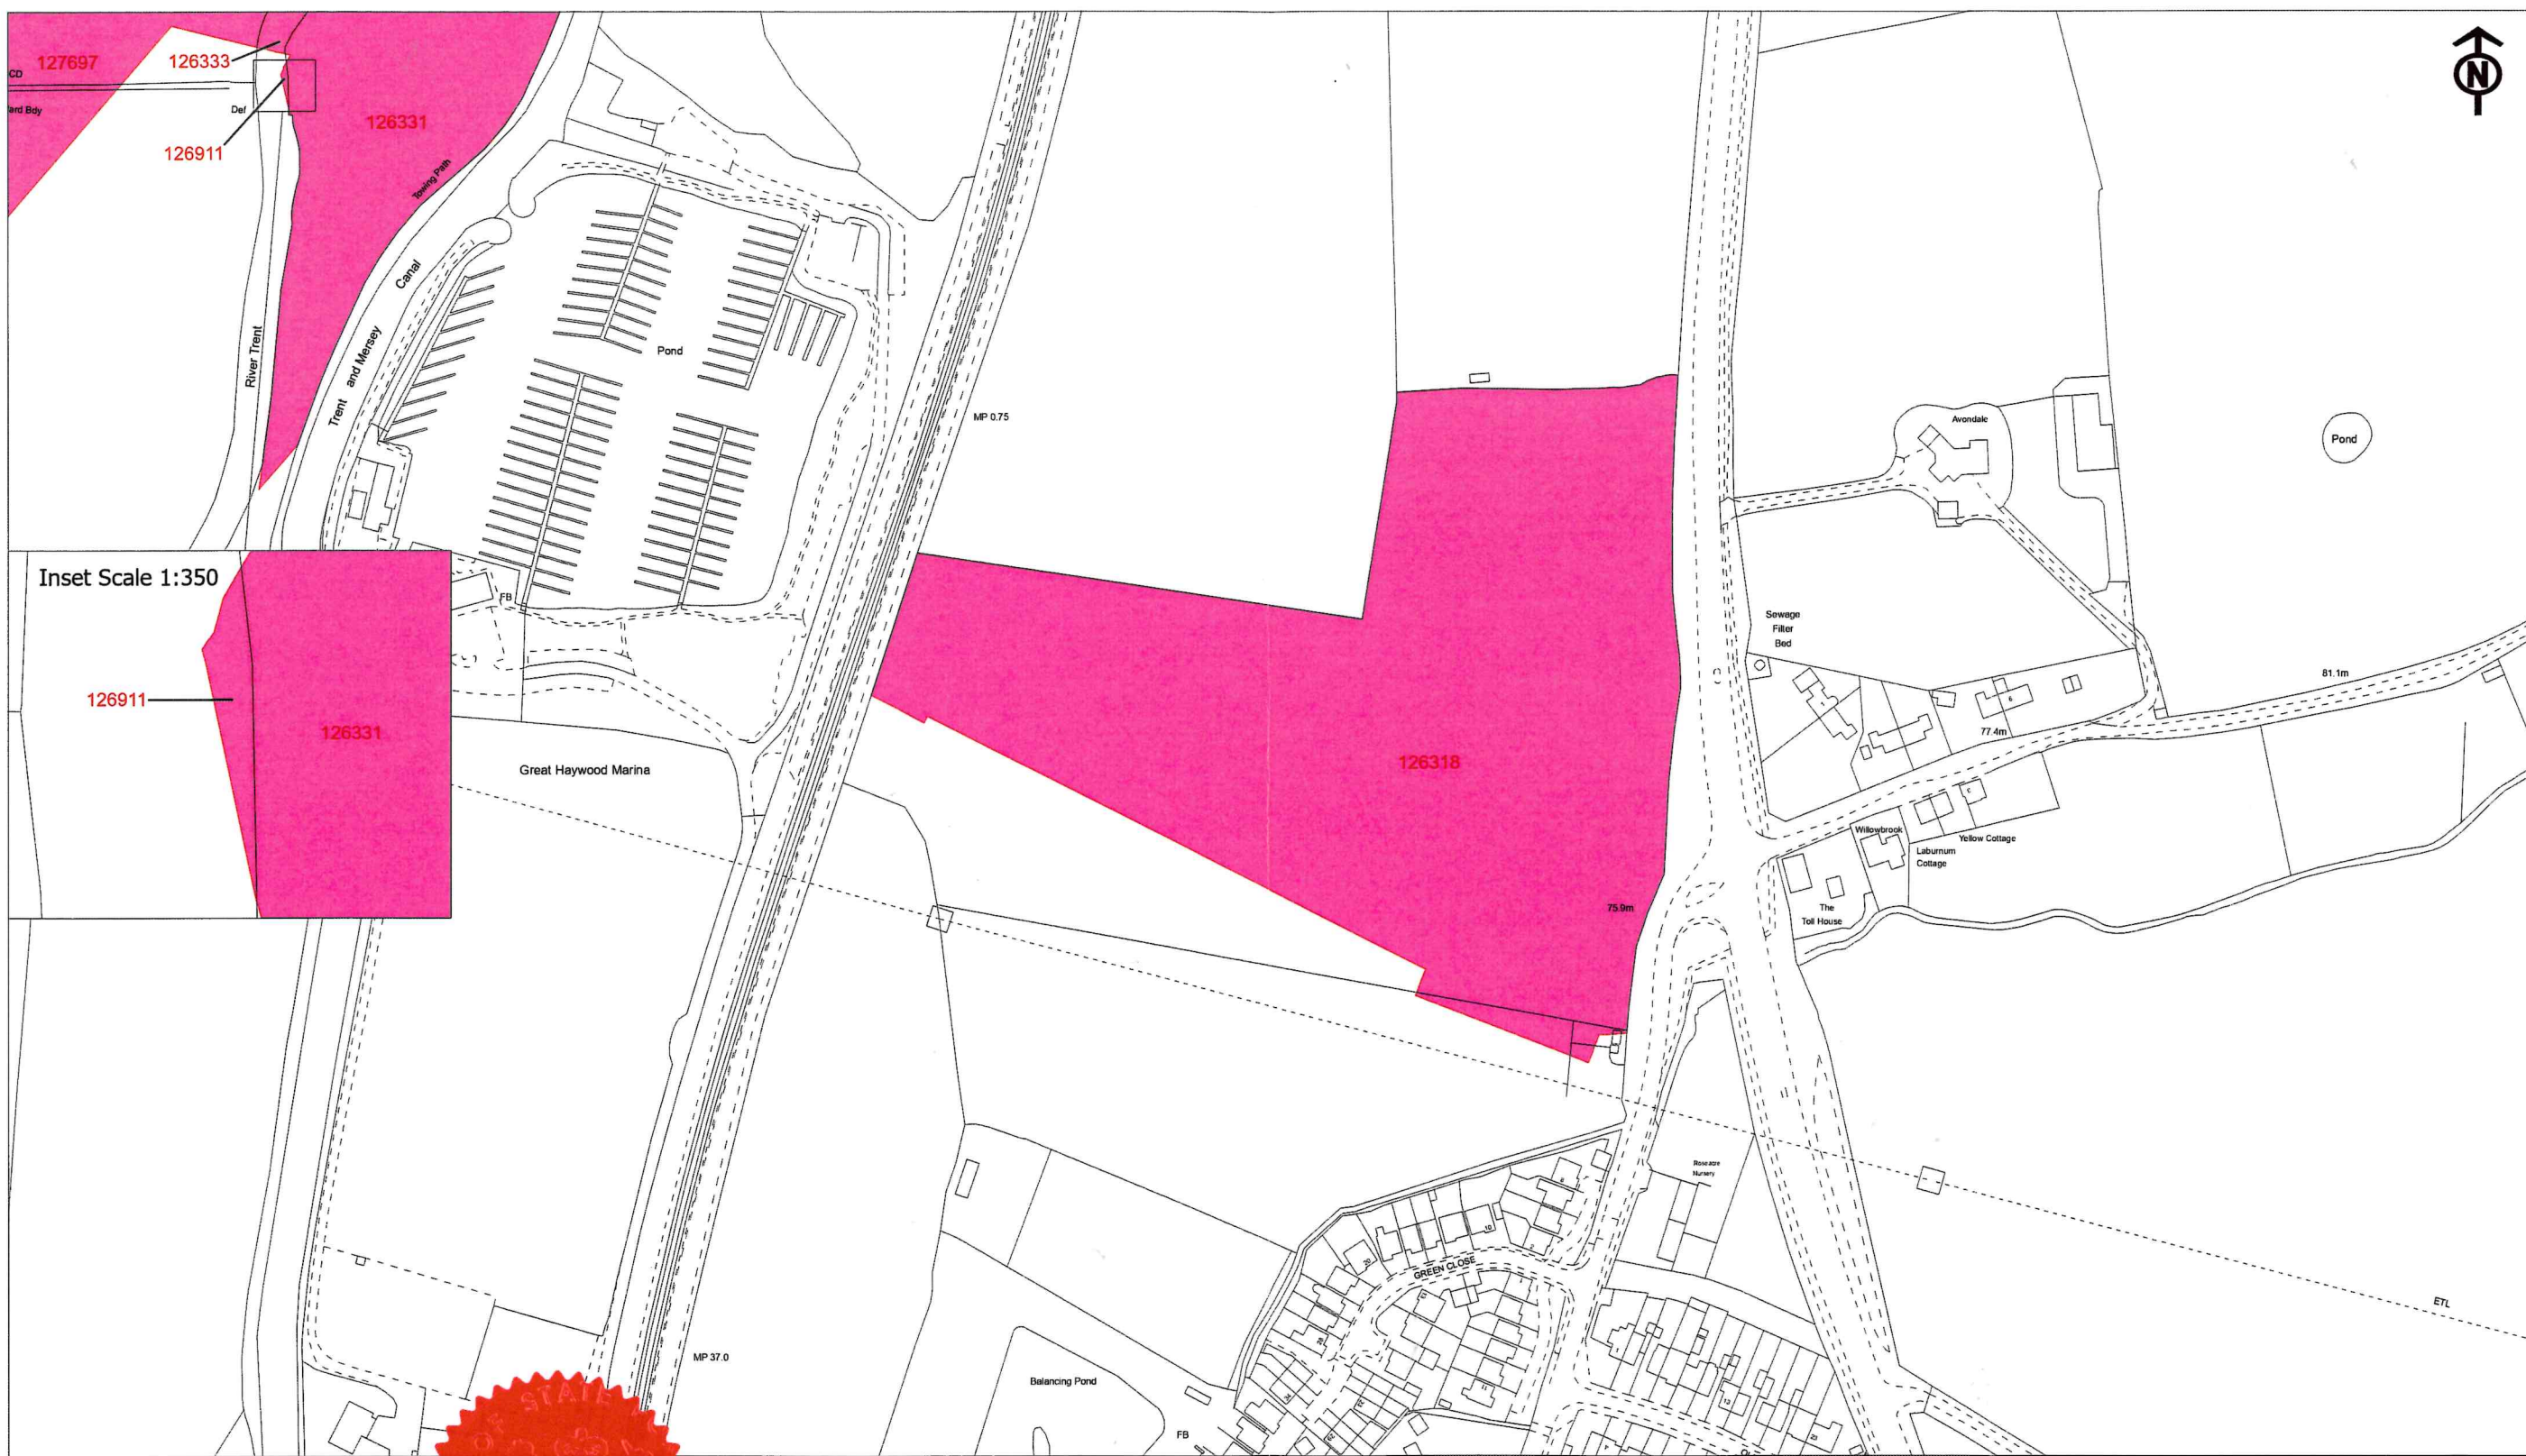 127697
126333
CD
ard Bdy
Def
126331
126911
Towing Path
N
Canal
and Mersey
Trent
River Trent
Pond
MP 0.75
Avondale
Pond
Inset Scale 1:350
FB
126911
126331
Sewage
Filter
Bed
81.1m
77.4m
Great Haywood Marina
126318
Willowbrook
Yellow Cottage
Laburnum
Cottage
75.9m
The
Toll House
Roseacre
Nursery
10
20
GREEN CLOSE
ETL
MP 37.0
Balancing Pond
FB
STATE